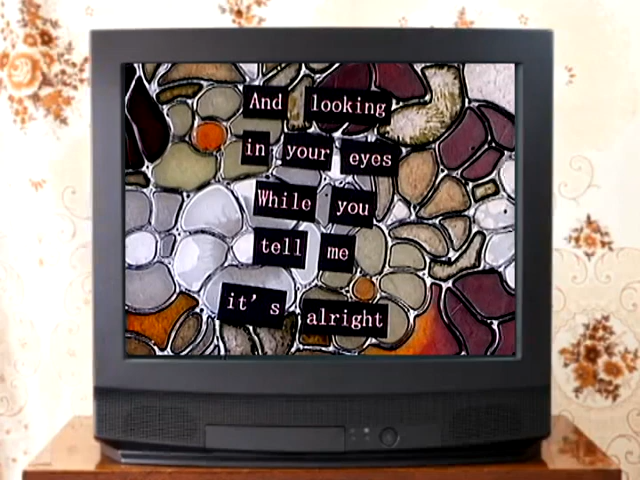 And looking
in your eyes
While you
tell me
it's alright